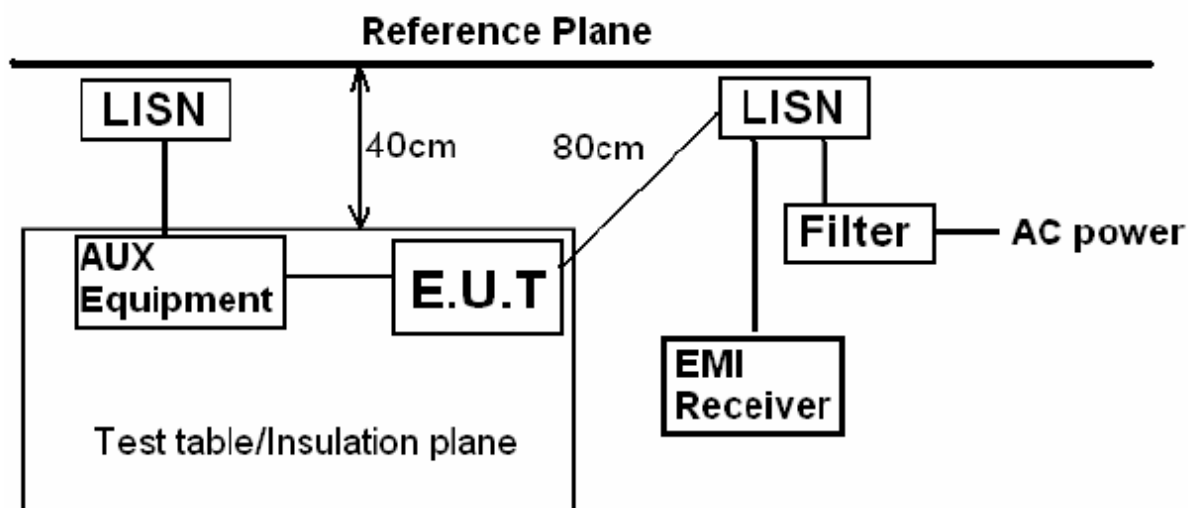 Reference Plane
LISN
40cm
80cm
LISN
AUX
Equipment
E.U.T
Filter
AC power
EMI
Receiver
Test table/Insulation plane